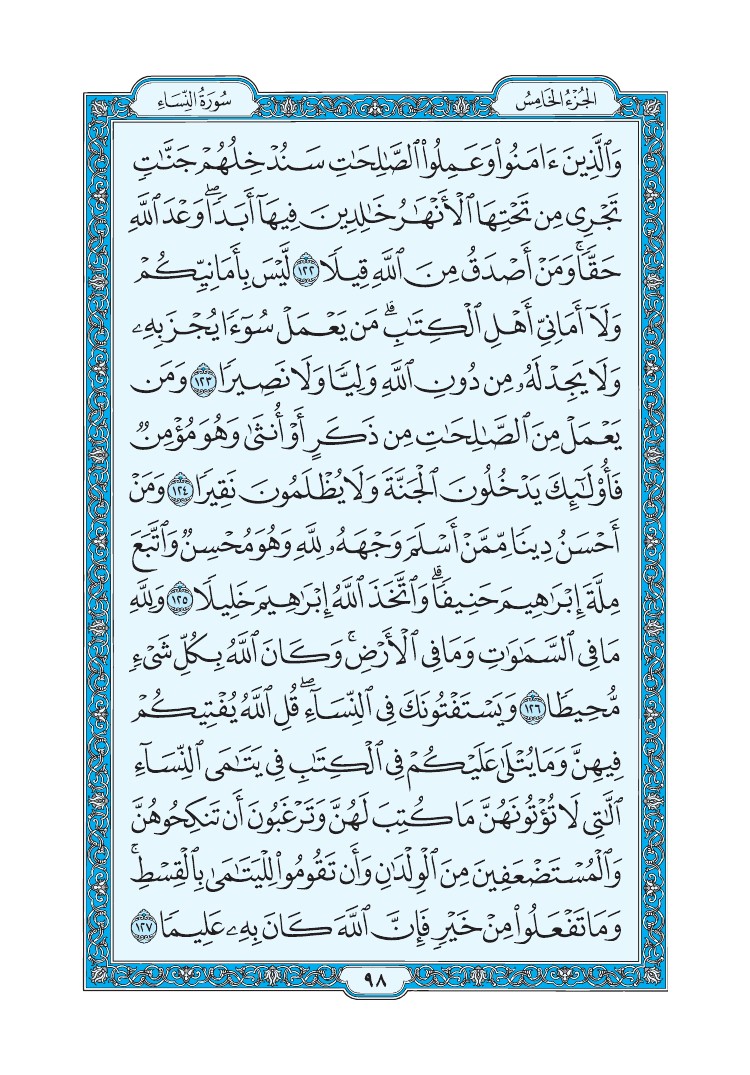 الجُزْءُ الخَامِسُ
سُورَةُ النِّسَاءِ
وَٱلَّذِينَ ءَامَنُواْ وَعَمِلُواْ ٱلصَّٰلِحَٰتِ سَنُدْخِلُهُمْ جَنَّٰتٖ
تَجْرِي مِن تَحْتِهَا ٱلْأَنْهَٰرُ خَٰلِدِينَ فِيهَآ أَبَدٗاۖ وَعْدَ ٱللَّهِ
حَقّٗاۚ وَمَنْ أَصْدَقُ مِنَ ٱللَّهِ قِيلٗا ١٢٢ لَّيْسَ بِأَمَانِيِّكُمْ
وَلَآ أَمَانِيِّ أَهْلِ ٱلْكِتَٰبِۗ مَن يَعْمَلْ سُوٓءٗا يُجْزَ بِهِۦ
وَلَا يَجِدْ لَهُۥ مِن دُونِ ٱللَّهِ وَلِيّٗا وَلَا نَصِيرٗا ١٢٣ وَمَن
يَعْمَلْ مِنَ ٱلصَّٰلِحَٰتِ مِن ذَكَرٍ أَوْ أُنثَىٰ وَهُوَ مُؤْمِنٞ
فَأُوْلَٰٓئِكَ يَدْخُلُونَ ٱلْجَنَّةَ وَلَا يُظْلَمُونَ نَقِيرٗا ١٢٤ وَمَنْ
أَحْسَنُ دِينٗا مِّمَّنْ أَسْلَمَ وَجْهَهُۥ لِلَّهِ وَهُوَ مُحْسِنٞ وَٱتَّبَعَ
مِلَّةَ إِبْرَٰهِيمَ حَنِيفٗاۗ وَٱتَّخَذَ ٱللَّهُ إِبْرَٰهِيمَ خَلِيلٗا ١٢٥ وَلِلَّهِ
مَا فِي ٱلسَّمَٰوَٰتِ وَمَا فِي ٱلْأَرْضِۚ وَكَانَ ٱللَّهُ بِكُلِّ شَيْءٖ
مُّحِيطٗا ١٢٦ وَيَسْتَفْتُونَكَ فِي ٱلنِّسَآءِۖ قُلِ ٱللَّهُ يُفْتِيكُمْ
فِيهِنَّ وَمَا يُتْلَىٰ عَلَيْكُمْ فِي ٱلْكِتَٰبِ فِي يَتَٰمَى ٱلنِّسَآءِ
ٱلَّٰتِي لَا تُؤْتُونَهُنَّ مَا كُتِبَ لَهُنَّ وَتَرْغَبُونَ أَن تَنكِحُوهُنَّ
وَٱلْمُسْتَضْعَفِينَ مِنَ ٱلْوِلْدَٰنِ وَأَن تَقُومُواْ لِلْيَتَٰمَىٰ بِٱلْقِسْطِۚ
وَمَا تَفْعَلُواْ مِنْ خَيْرٖ فَإِنَّ ٱللَّهَ كَانَ بِهِۦ عَلِيمٗا ١٢٧
٩٨